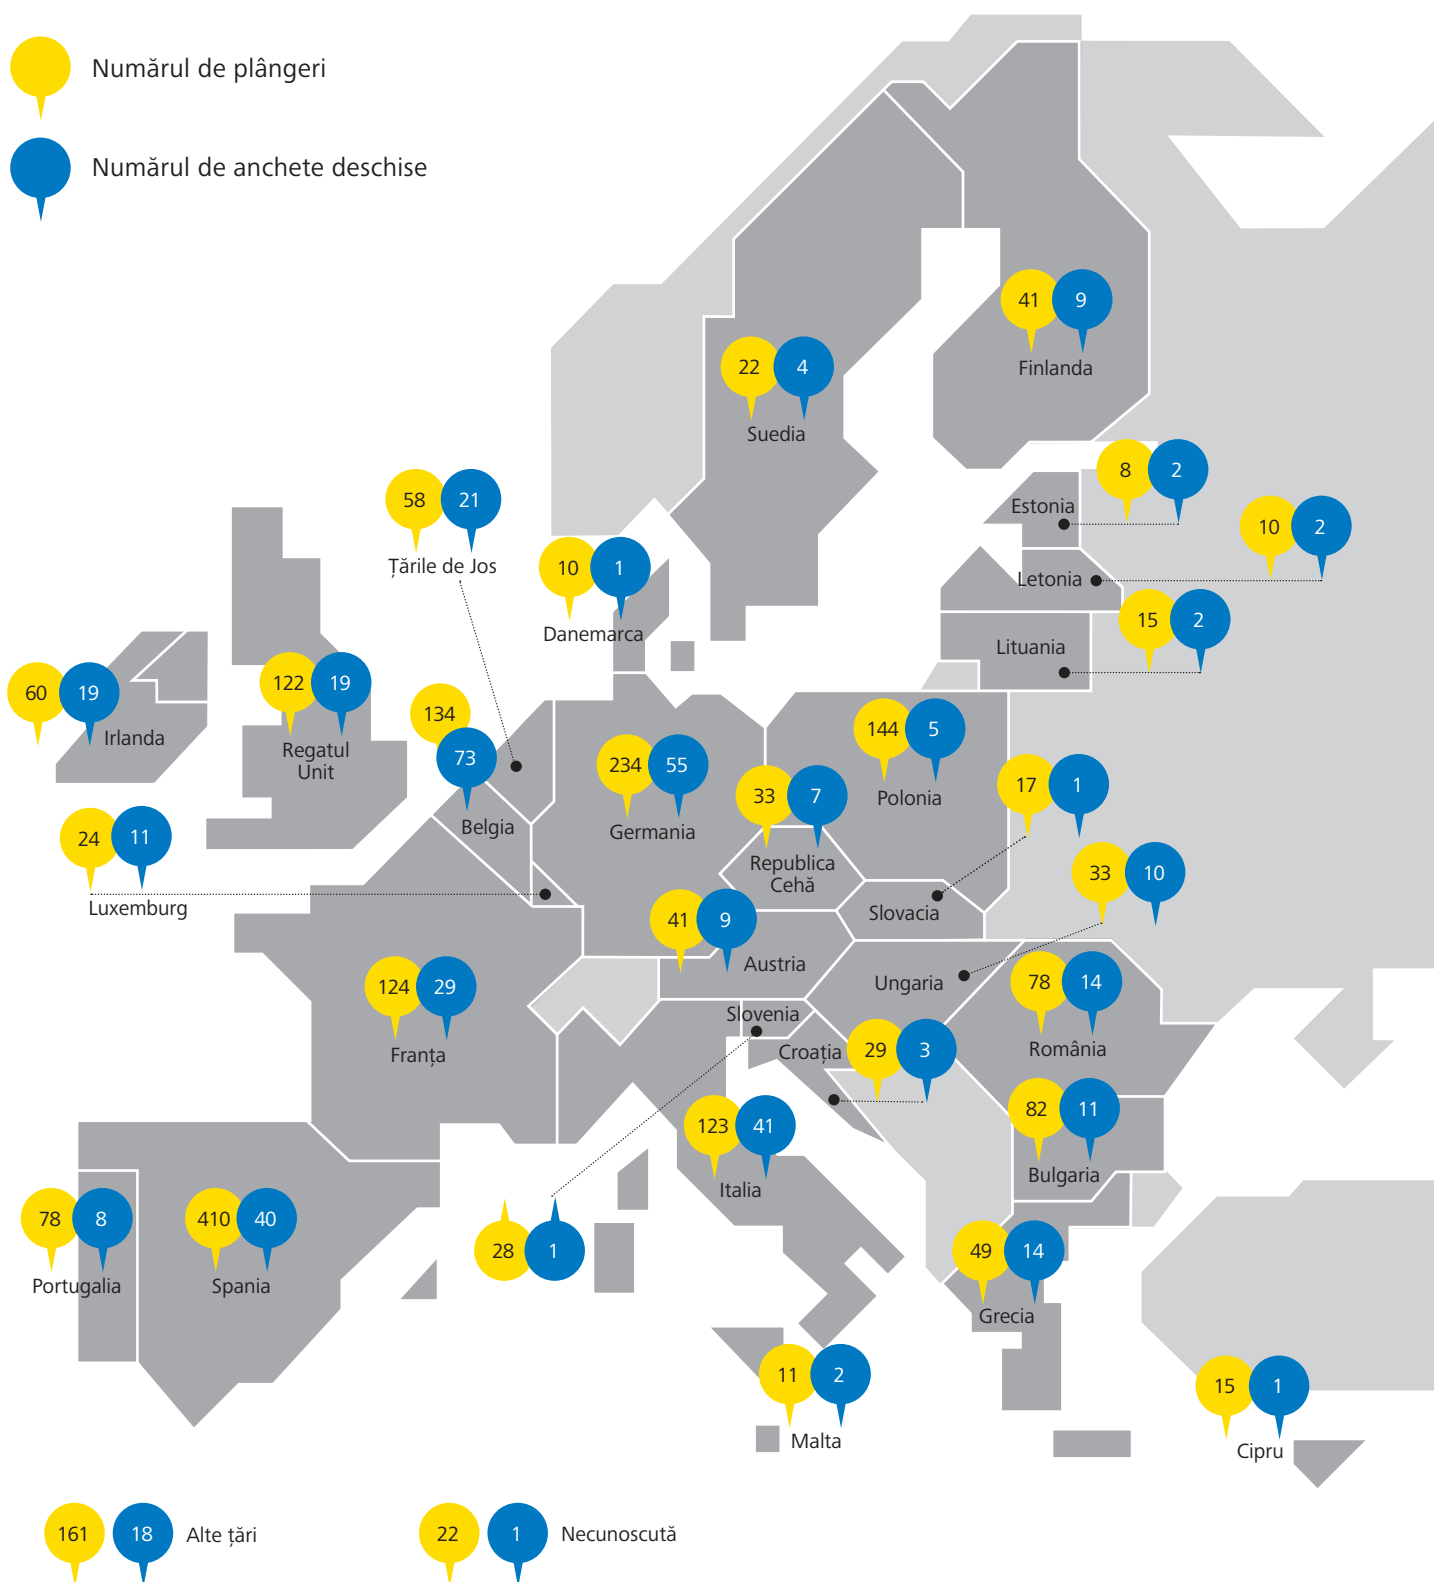 Numărul de plângeri
Numărul de anchete deschise
41 9
Finlanda
22 4
Suedia
8 2
Estonia
58 21
Țările de Jos
10 2
Letonia
10 1
Danemarca
15 2
Lituania
60 19
Irlanda
122 19
Regatul
Unit
134
73
Belgia
234 55
Germania
144 5
Polonia
33 7
Republica
Cehă
17 1
Slovacia
24 11
Luxemburg
33 10
Ungaria
41 9
Austria
124 29
Franța
78 14
România
Slovenia
28 1
Croația
29 3
123 41
Italia
82 11
Bulgaria
78 8
Portugalia
410 40
Spania
49 14
Grecia
11 2
Malta
15 1
Cipru
161 18 Alte țări
22 1 Necunoscută